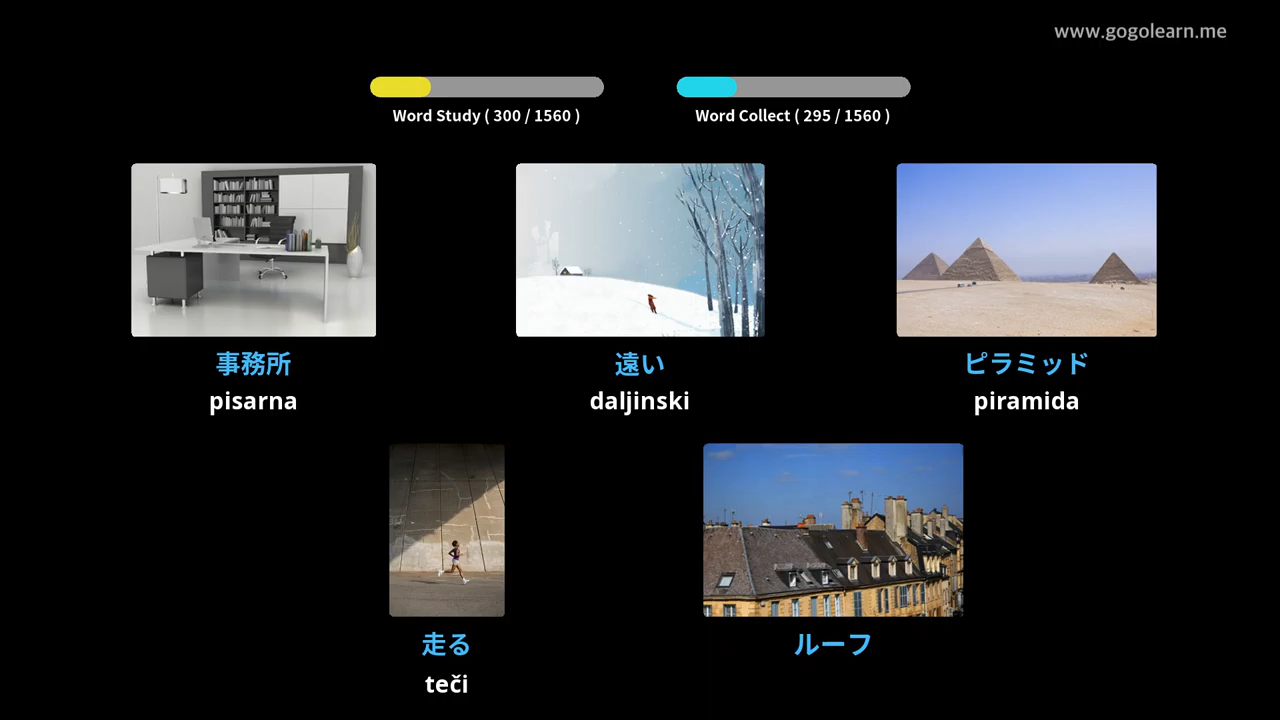 www.gogolearn.me
Word Study ( 300 / 1560 )
Word Collect ( 295 / 1560 )
事務所
pisarna
遠い
daljinski
ピラミッド
piramida
走る
teči
ルーフ